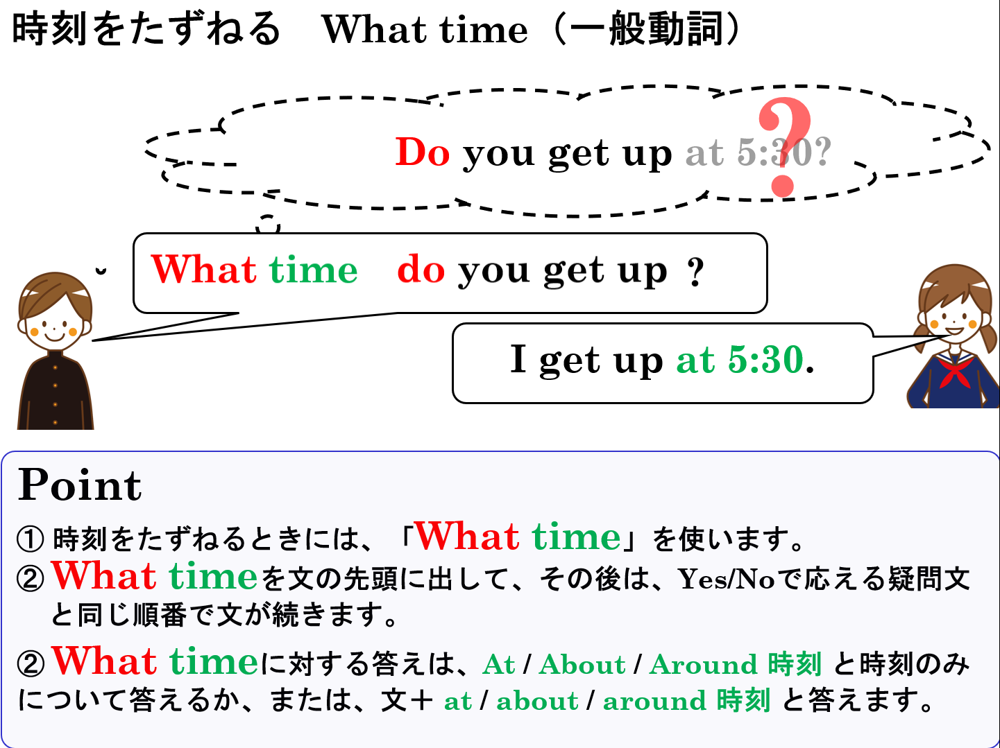 時刻をたずねる　What time（一般動詞）
Do you get up at 5:30?
?
What time　do you get up ?
I get up at 5:30.
Point
① 時刻をたずねるときには、「What time」を使います。
② What timeを文の先頭に出して、その後は、Yes/Noで応える疑問文
と同じ順番で文が続きます。
② What timeに対する答えは、At / About / Around 時刻 と時刻のみ
について答えるか、または、文＋ at / about / around 時刻 と答えます。